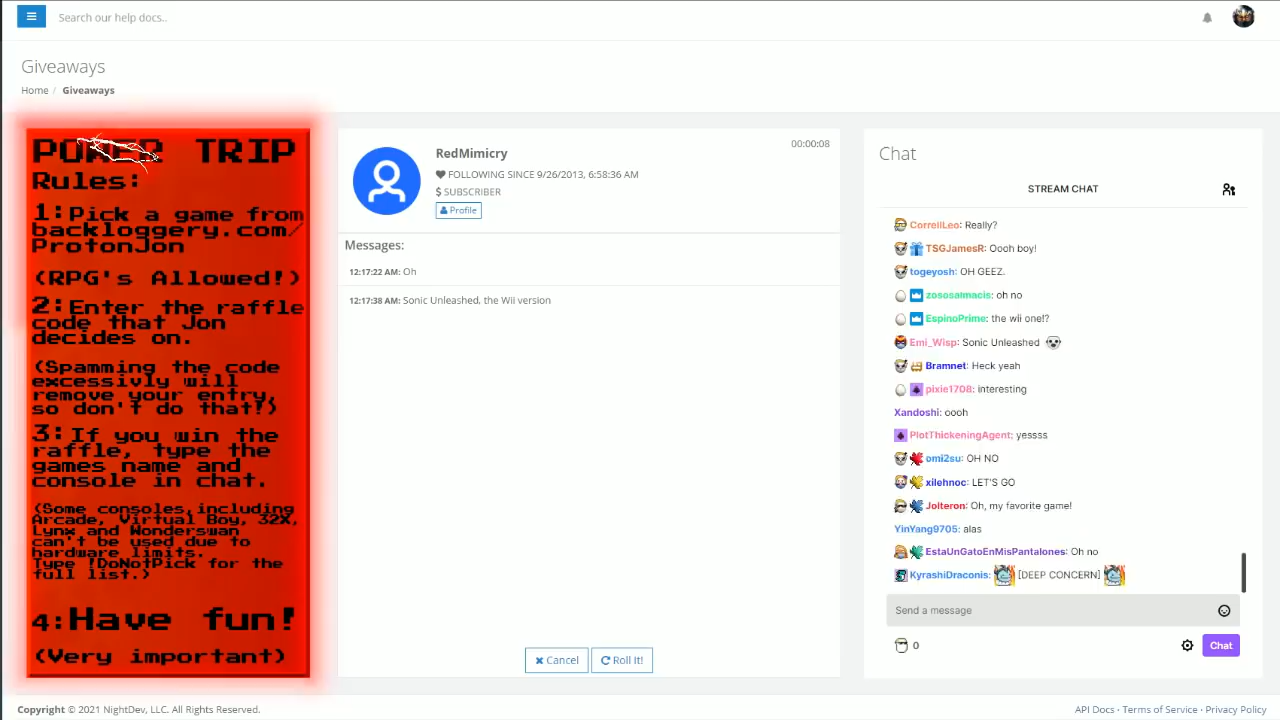 Search our help docs..
Giveaways
Home / Giveaways
POWER TRIP
Rules:
1:Pick a game from
backloggery.com/
ProtonJon
(RPG's Allowed!)
2:Enter the raffle
code that Jon
decides on.
(Spamming the code
excessivly will
remove your entry,
so don't do that!)
3:If you win the
raffle, type the
games name and
console in chat.
(Some consoles,including
Arcade, Virtual Boy, 32X,
Lynx and Wonderswan
can't be used due to
hardware limits.
Type !DoNotPick for the
full list.)
4:Have fun!
(Very important)
RedMimicry
00:00:08
FOLLOWING SINCE 9/26/2013, 6:58:36 AM
SUBSCRIBER
Profile
Messages:
12:17:22 AM: Oh
12:17:38 AM: Sonic Unleashed, the Wii version
Cancel
Roll It!
Chat
STREAM CHAT
CorrellLeo: Really?
TSGJamesR: Oooh boy!
togeyosh: OH GEEZ.
zososalmacis: oh no
EspinoPrime: the wii one!?
Emi_Wisp: Sonic Unleashed
Bramnet: Heck yeah
pixie1708: interesting
Xandoshi: oooh
PlotThickeningAgent: yessss
omi2su: OH NO
xilehnoc: LET'S GO
Jolteron: Oh, my favorite game!
YinYang9705: alas
EstaUnGatoEnMisPantalones: Oh no
KyrashiDraconis: [DEEP CONCERN]
Send a message
0
Chat
Copyright © 2021 NightDev, LLC. All Rights Reserved.
API Docs · Terms of Service · Privacy Policy